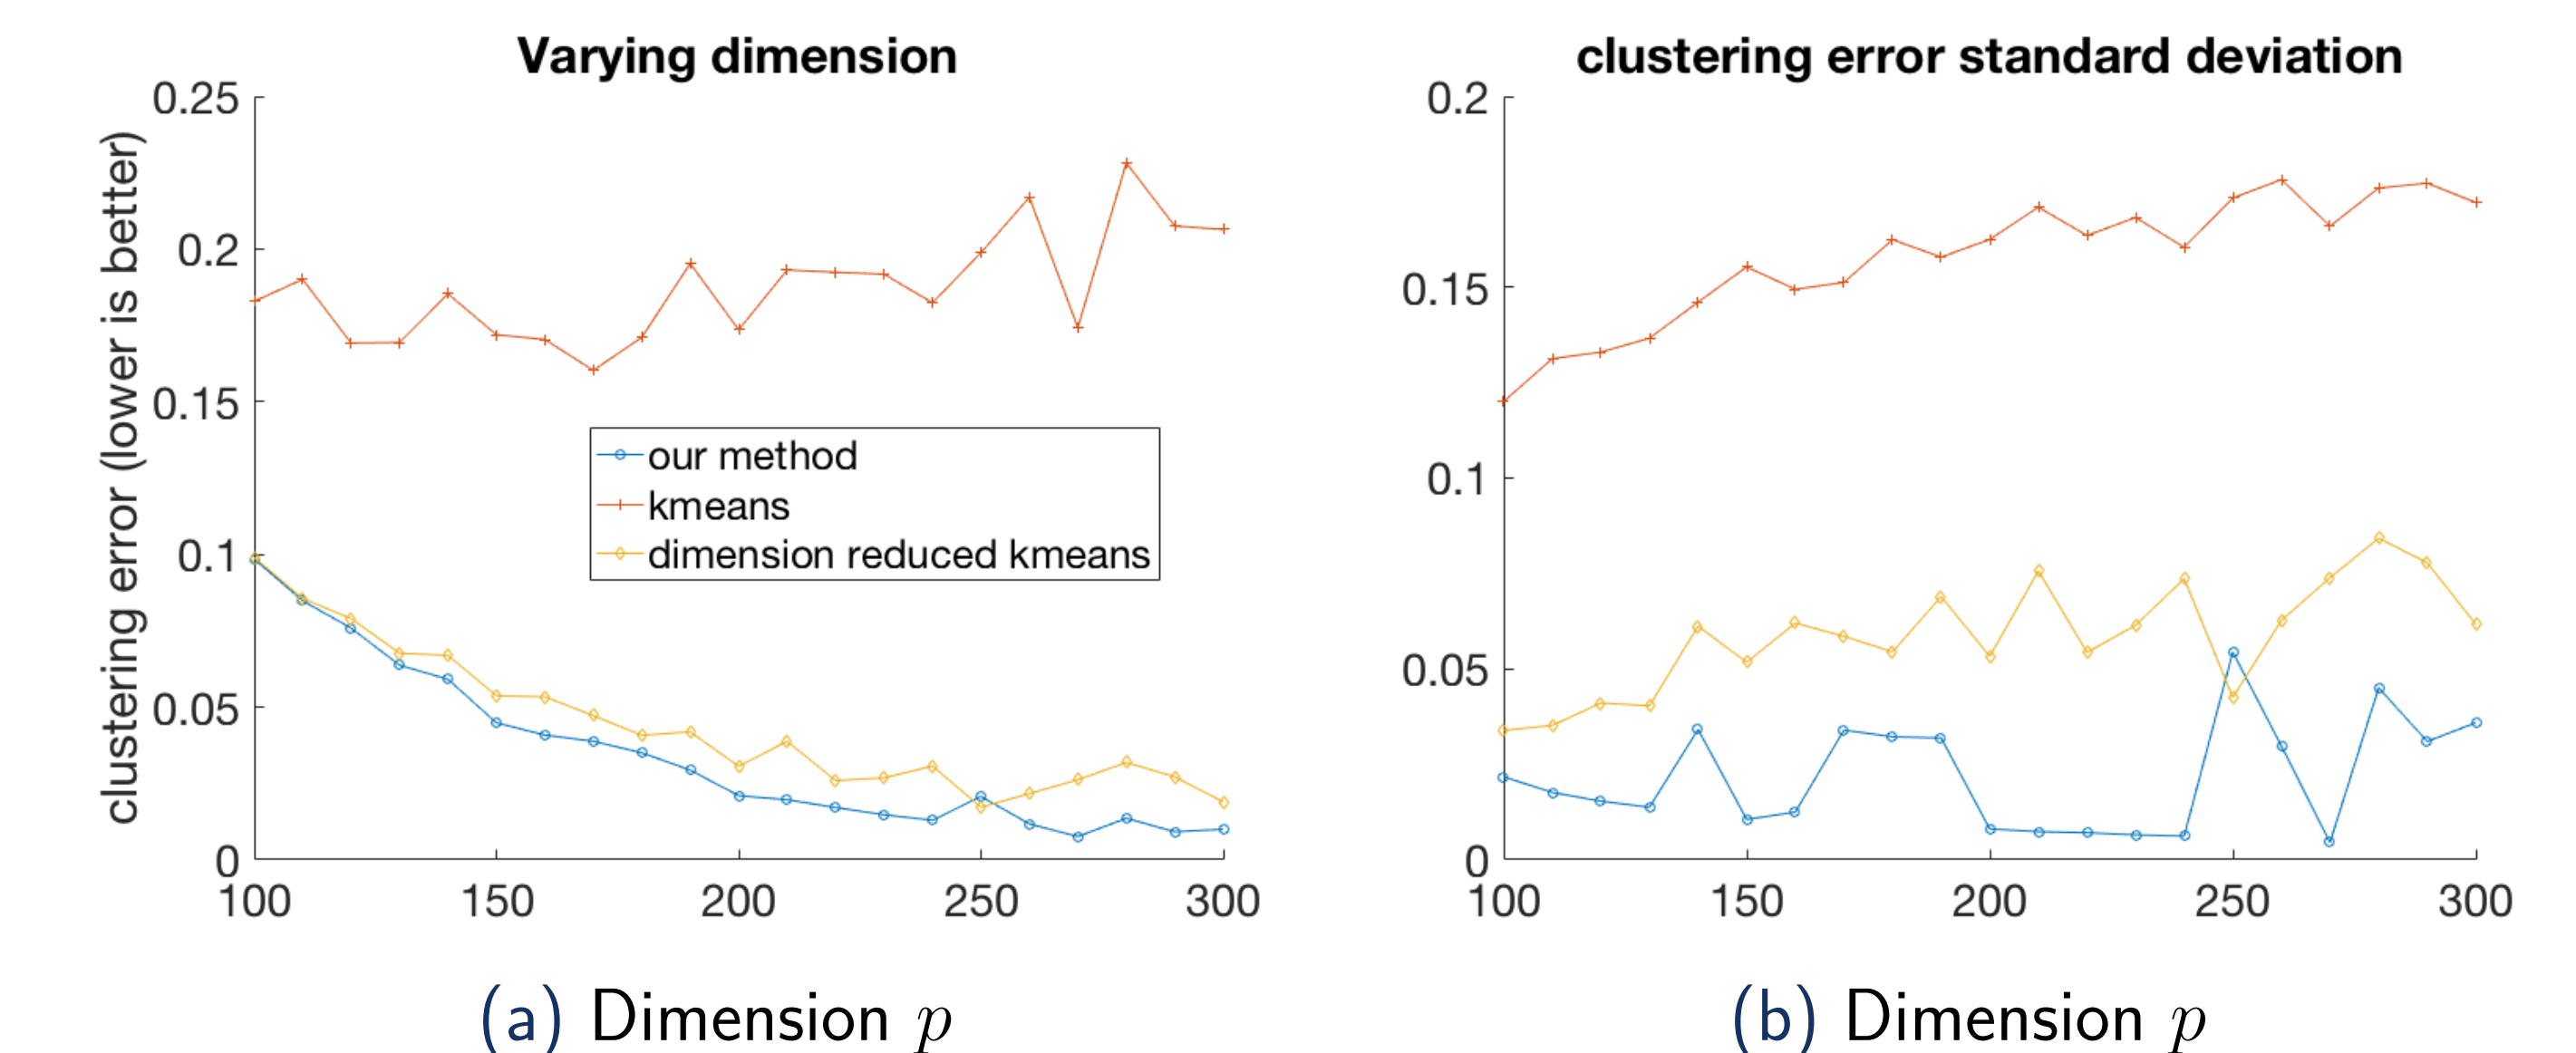 Varying dimension
clustering error (lower is better)
0.25
0.2
0.15
0.1
0.05
0
100 150 200 250 300
our method
kmeans
dimension reduced kmeans
(a) Dimension p
clustering error standard deviation
0.2
0.15
0.1
0.05
0
100 150 200 250 300
(b) Dimension p